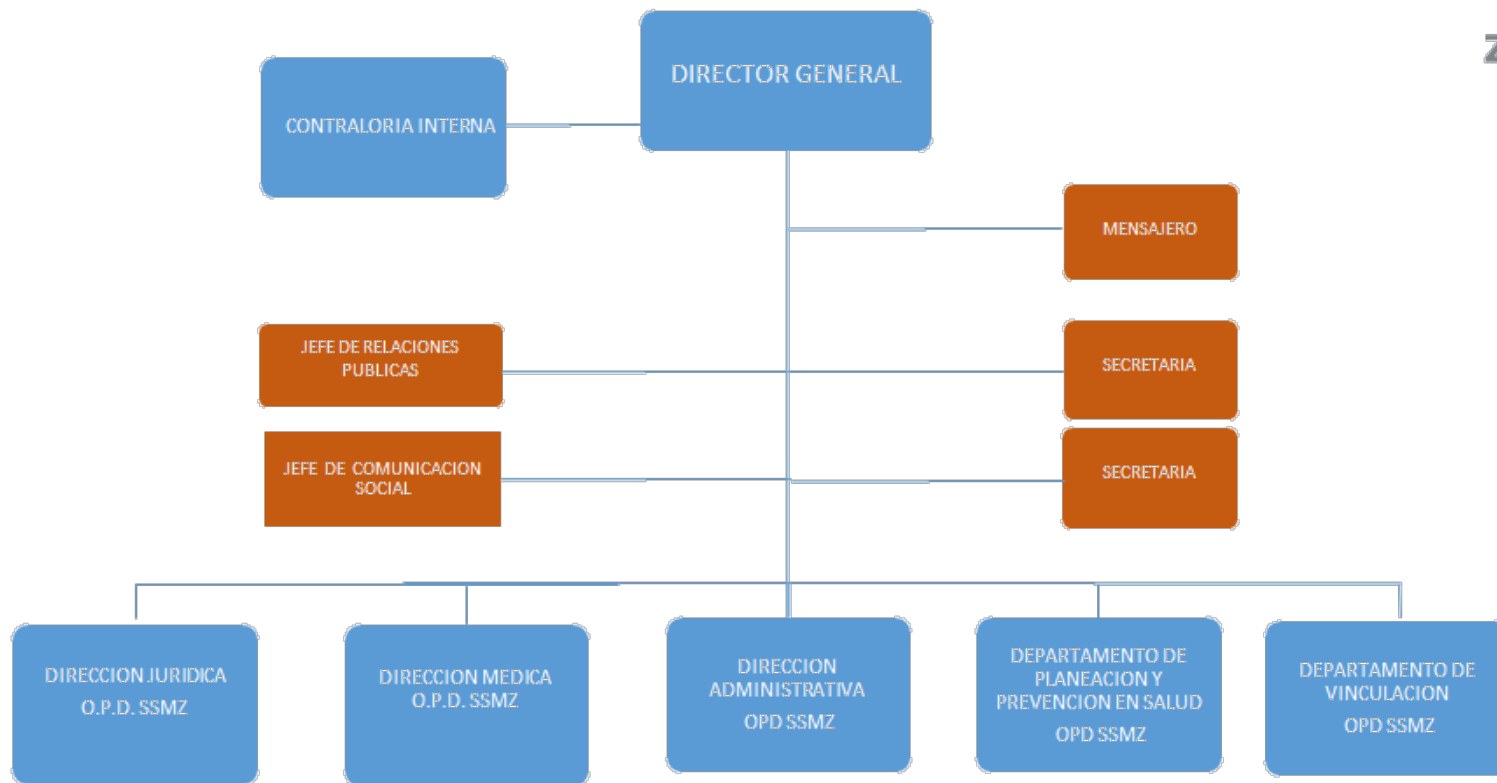 DIRECTOR GENERAL
CONTRALORIA INTERNA
MENSAJERO
JEFE DE RELACIONES
PUBLICAS
SECRETARIA
JEFE DE COMUNICACION
SOCIAL
SECRETARIA
DIRECCION JURIDICA
O.P.D. SSMZ
DIRECCION MEDICA
O.P.D. SSMZ
DIRECCION
ADMINISTRATIVA
OPD SSMZ
DEPARTAMENTO DE
PLANEACION Y
PREVENCION EN SALUD
OPD SSMZ
DEPARTAMENTO DE
VINCULACION
OPD SSMZ